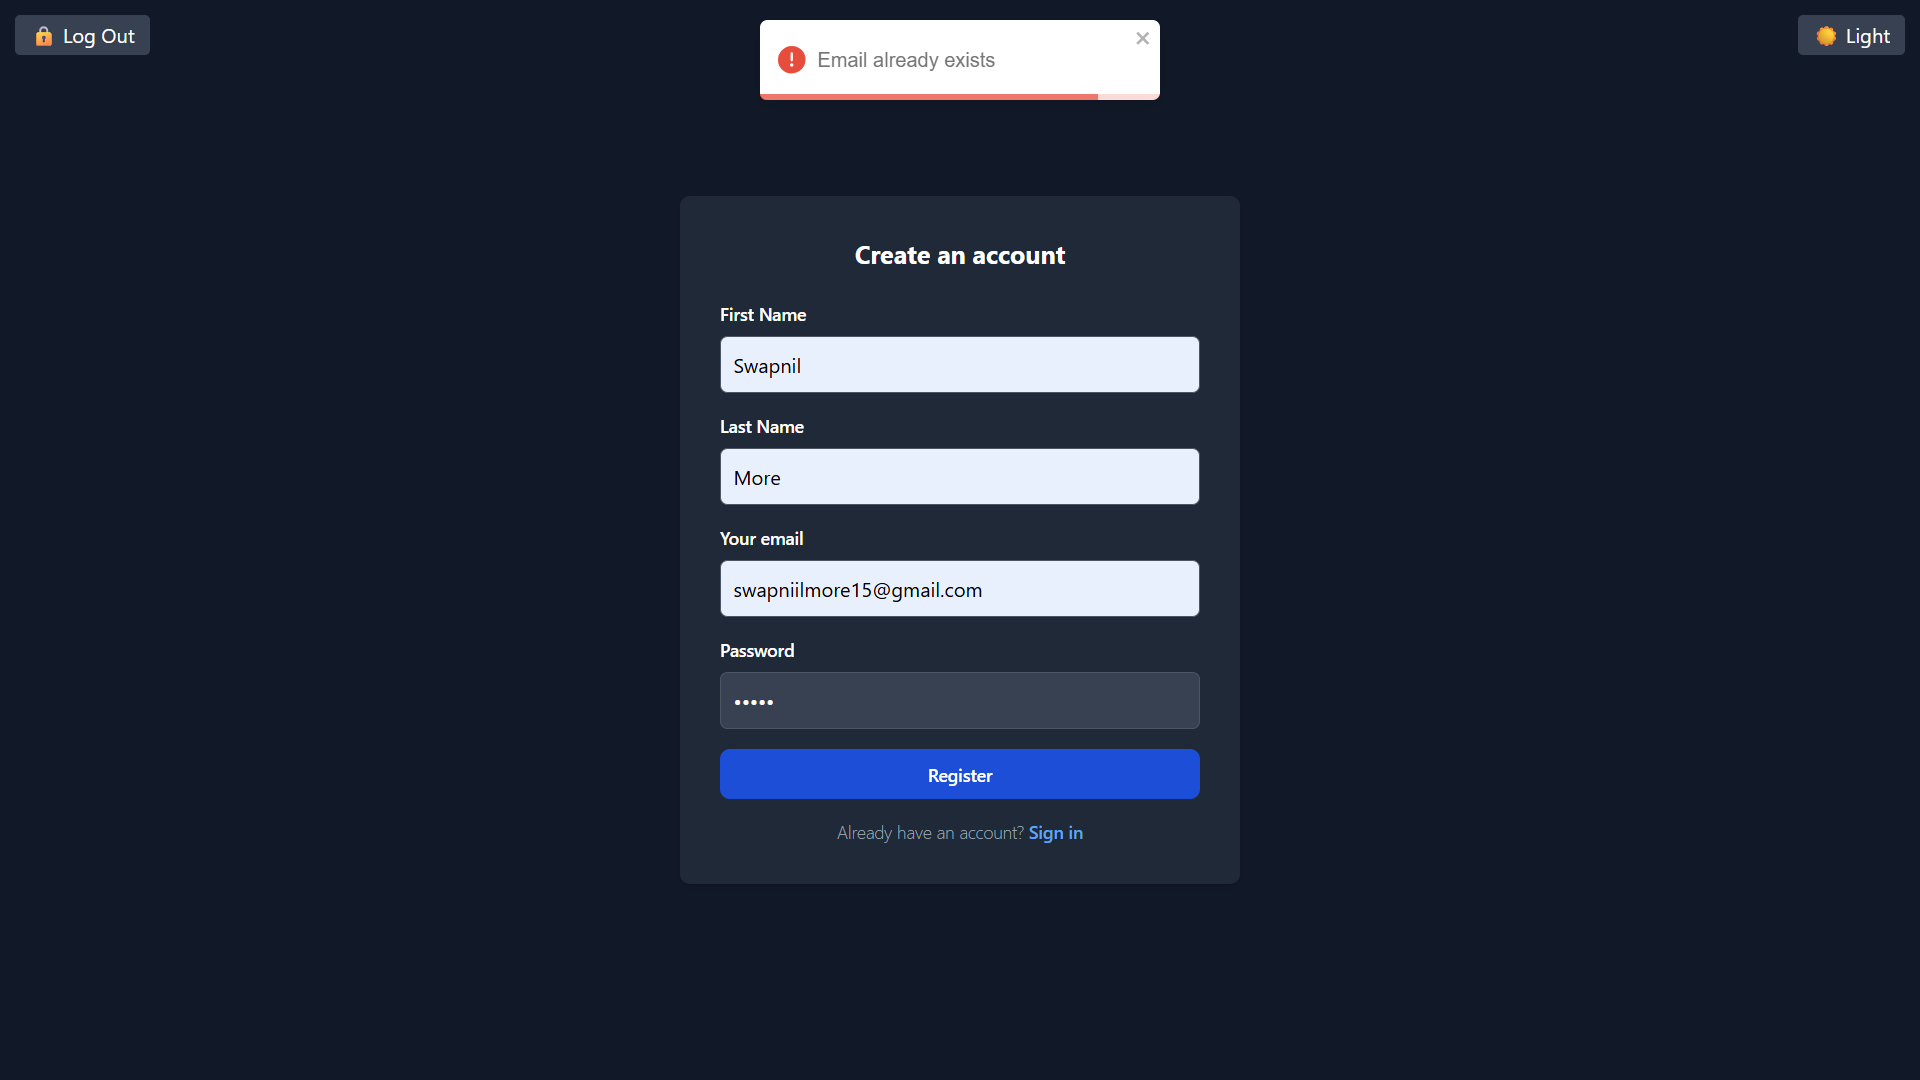 Log Out
Email already exists
Light
Create an account
First Name
Swapnil
Last Name
More
Your email
swapniilmore15@gmail.com
Password
•••••
Register
Already have an account? Sign in